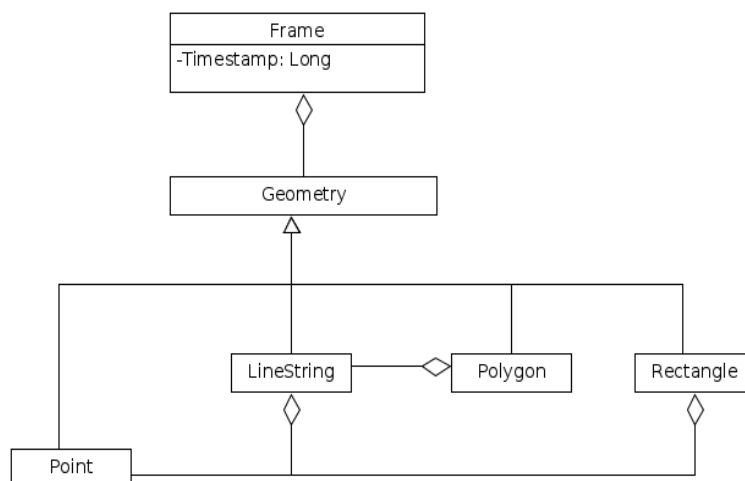 Frame
-Timestamp: Long
Geometry
LineString
Polygon
Rectangle
Point